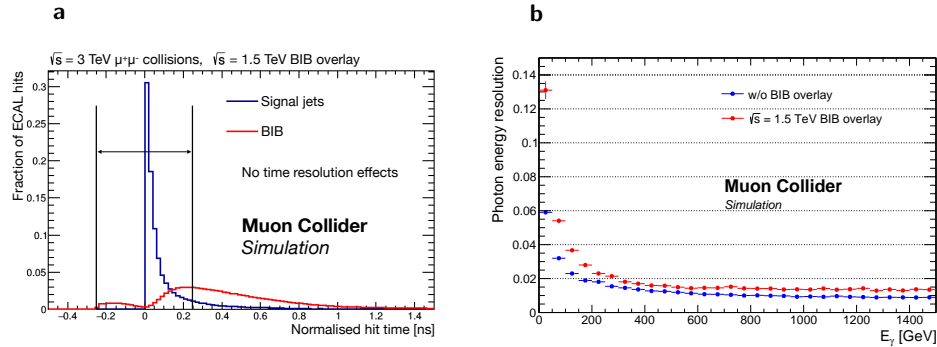 a
√s = 3 TeV μ⁺μ⁻ collisions, √s = 1.5 TeV BIB overlay
Fraction of ECAL hits
0.3
0.25
0.2
0.15
0.1
0.05
0
Signal jets
BIB
No time resolution effects
Muon Collider
Simulation
−0.4 −0.2 0 0.2 0.4 0.6 0.8 1 1.2 1.4
Normalised hit time [ns]
b
Photon energy resolution
0.14
0.12
0.1
0.08
0.06
0.04
0.02
0
w/o BIB overlay
√s = 1.5 TeV BIB overlay
Muon Collider
Simulation
0 200 400 600 800 1000 1200 1400
E_γ [GeV]